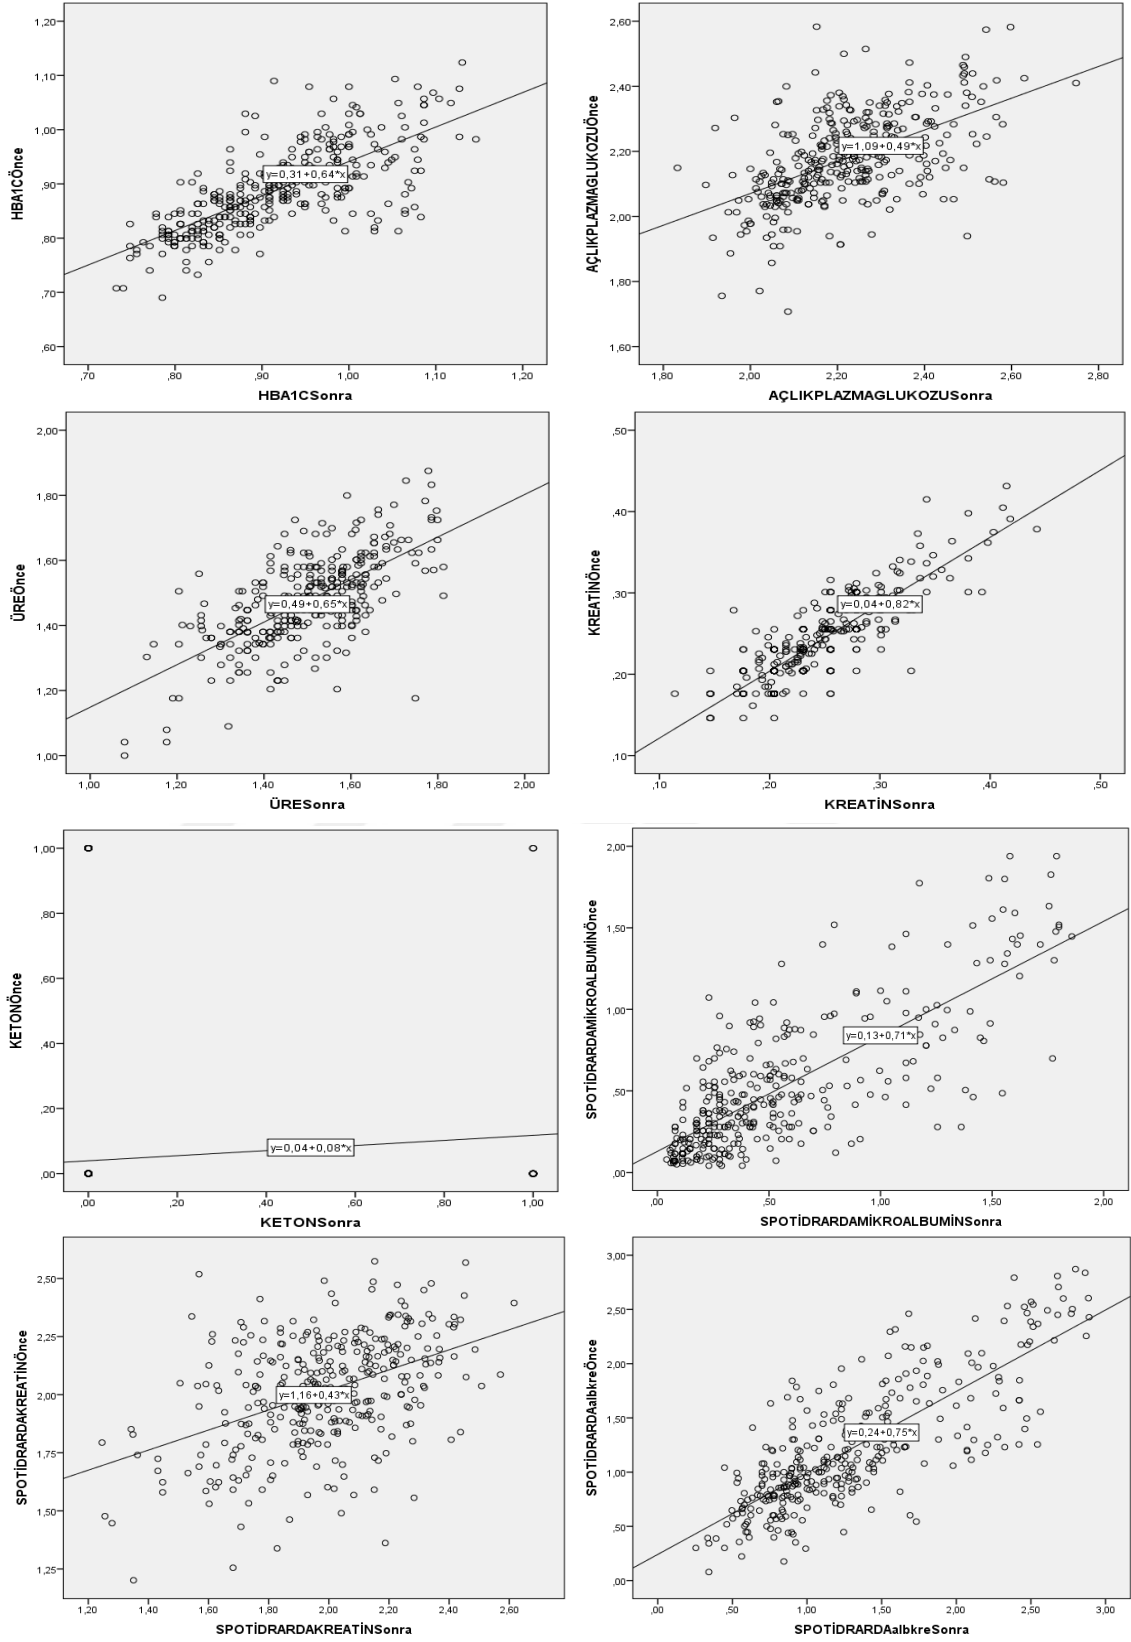 1,20
1,10
1,00
,90
,80
,70
,60
HBA1CÖnce
y=0,31+0,64*x
,70 ,80 ,90 1,00 1,10 1,20
HBA1CSonra
2,60
2,40
2,20
2,00
1,80
1,60
AÇLIKPLAZMAGLUKOZUÖnce
y=1,09+0,49*x
1,80 2,00 2,20 2,40 2,60 2,80
AÇLIKPLAZMAGLUKOZUSonra
2,00
1,80
1,60
1,40
1,20
1,00
ÜREÖnce
y=0,49+0,65*x
1,00 1,20 1,40 1,60 1,80 2,00
ÜRESonra
,50
,40
,30
,20
,10
KREATİNÖnce
y=0,04+0,82*x
,10 ,20 ,30 ,40 ,50
KREATİNSonra
1,00
,80
,60
,40
,20
,00
KETONÖnce
y=0,04+0,08*x
,00 ,20 ,40 ,60 ,80 1,00
KETONSonra
2,00
1,50
1,00
,50
,00
SPOTİDRARDAMİKROALBUMİNÖnce
y=0,13+0,71*x
,00 ,50 1,00 1,50 2,00
SPOTİDRARDAMİKROALBUMİNSonra
2,50
2,25
2,00
1,75
1,50
1,25
SPOTİDRARDAKREATİNÖnce
y=1,16+0,43*x
1,20 1,40 1,60 1,80 2,00 2,20 2,40 2,60
SPOTİDRARDAKREATİNSonra
3,00
2,50
2,00
1,50
1,00
,50
,00
SPOTİDRARDAalbkreÖnce
y=0,24+0,75*x
,00 ,50 1,00 1,50 2,00 2,50 3,00
SPOTİDRARDAalbkreSonra